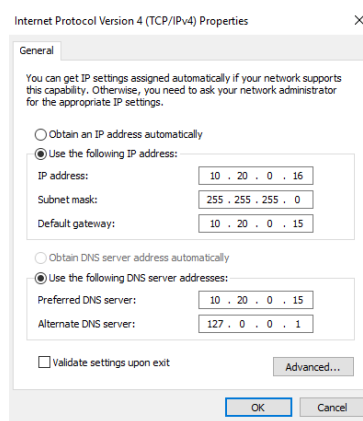 Internet Protocol Version 4 (TCP/IPv4) Properties
General
You can get IP settings assigned automatically if your network supports
this capability. Otherwise, you need to ask your network administrator
for the appropriate IP settings.
Obtain an IP address automatically
Use the following IP address:
IP address: 10 . 20 . 0 . 16
Subnet mask: 255 . 255 . 255 . 0
Default gateway: 10 . 20 . 0 . 15
Obtain DNS server address automatically
Use the following DNS server addresses:
Preferred DNS server: 10 . 20 . 0 . 15
Alternate DNS server: 127 . 0 . 0 . 1
Validate settings upon exit
Advanced...
OK Cancel